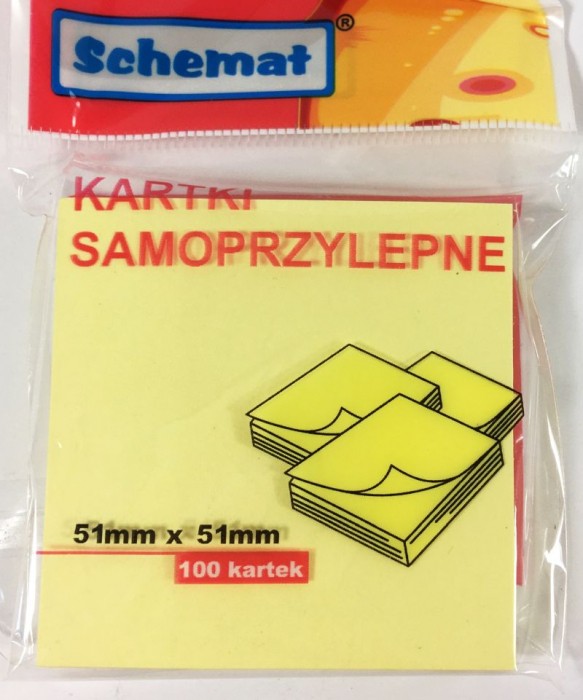 Schemat®
KARTKI
SAMOPRZYLEPNE
51mm x 51mm
100 kartek